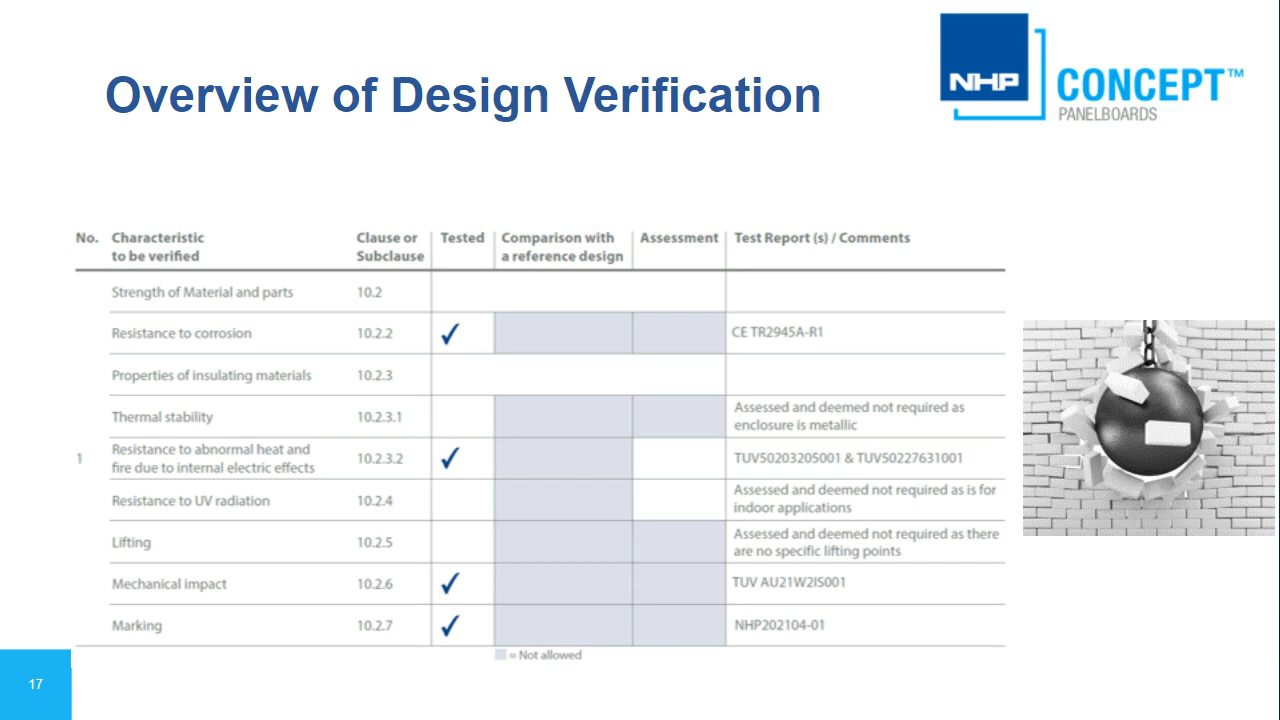 Overview of Design Verification
NHP
CONCEPT™
PANELBOARDS
No. Characteristic to be verified Clause or Subclause Tested Comparison with a reference design Assessment Test Report (s) / Comments
Strength of Material and parts 10.2
Resistance to corrosion 10.2.2 ✓ CE TR2945A-R1
Properties of insulating materials 10.2.3
Thermal stability 10.2.3.1 Assessed and deemed not required as enclosure is metallic
1 Resistance to abnormal heat and fire due to internal electric effects 10.2.3.2 ✓ TUV50203205001 & TUV50227631001
Resistance to UV radiation 10.2.4 Assessed and deemed not required as is for indoor applications
Lifting 10.2.5 Assessed and deemed not required as there are no specific lifting points
Mechanical impact 10.2.6 ✓ TUV AU21W2IS001
Marking 10.2.7 ✓ NHP202104-01
= Not allowed
17